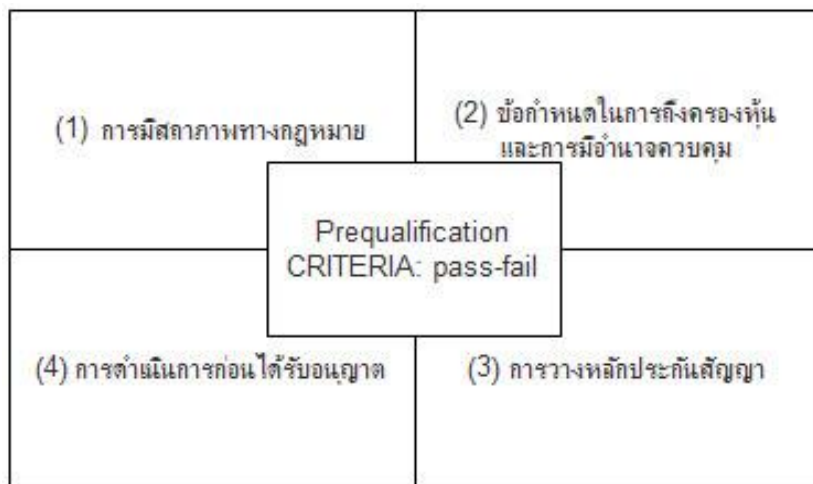 (1) การมีสถาภาพทางกฎหมาย
(2) ข้อกำหนดในการถึงครองหุ้น
และการมีอำนาจควบคุม
Prequalification
CRITERIA: pass-fail
(4) การดำเนินการก่อนได้รับอนุญาต
(3) การวางหลักประกันสัญญา